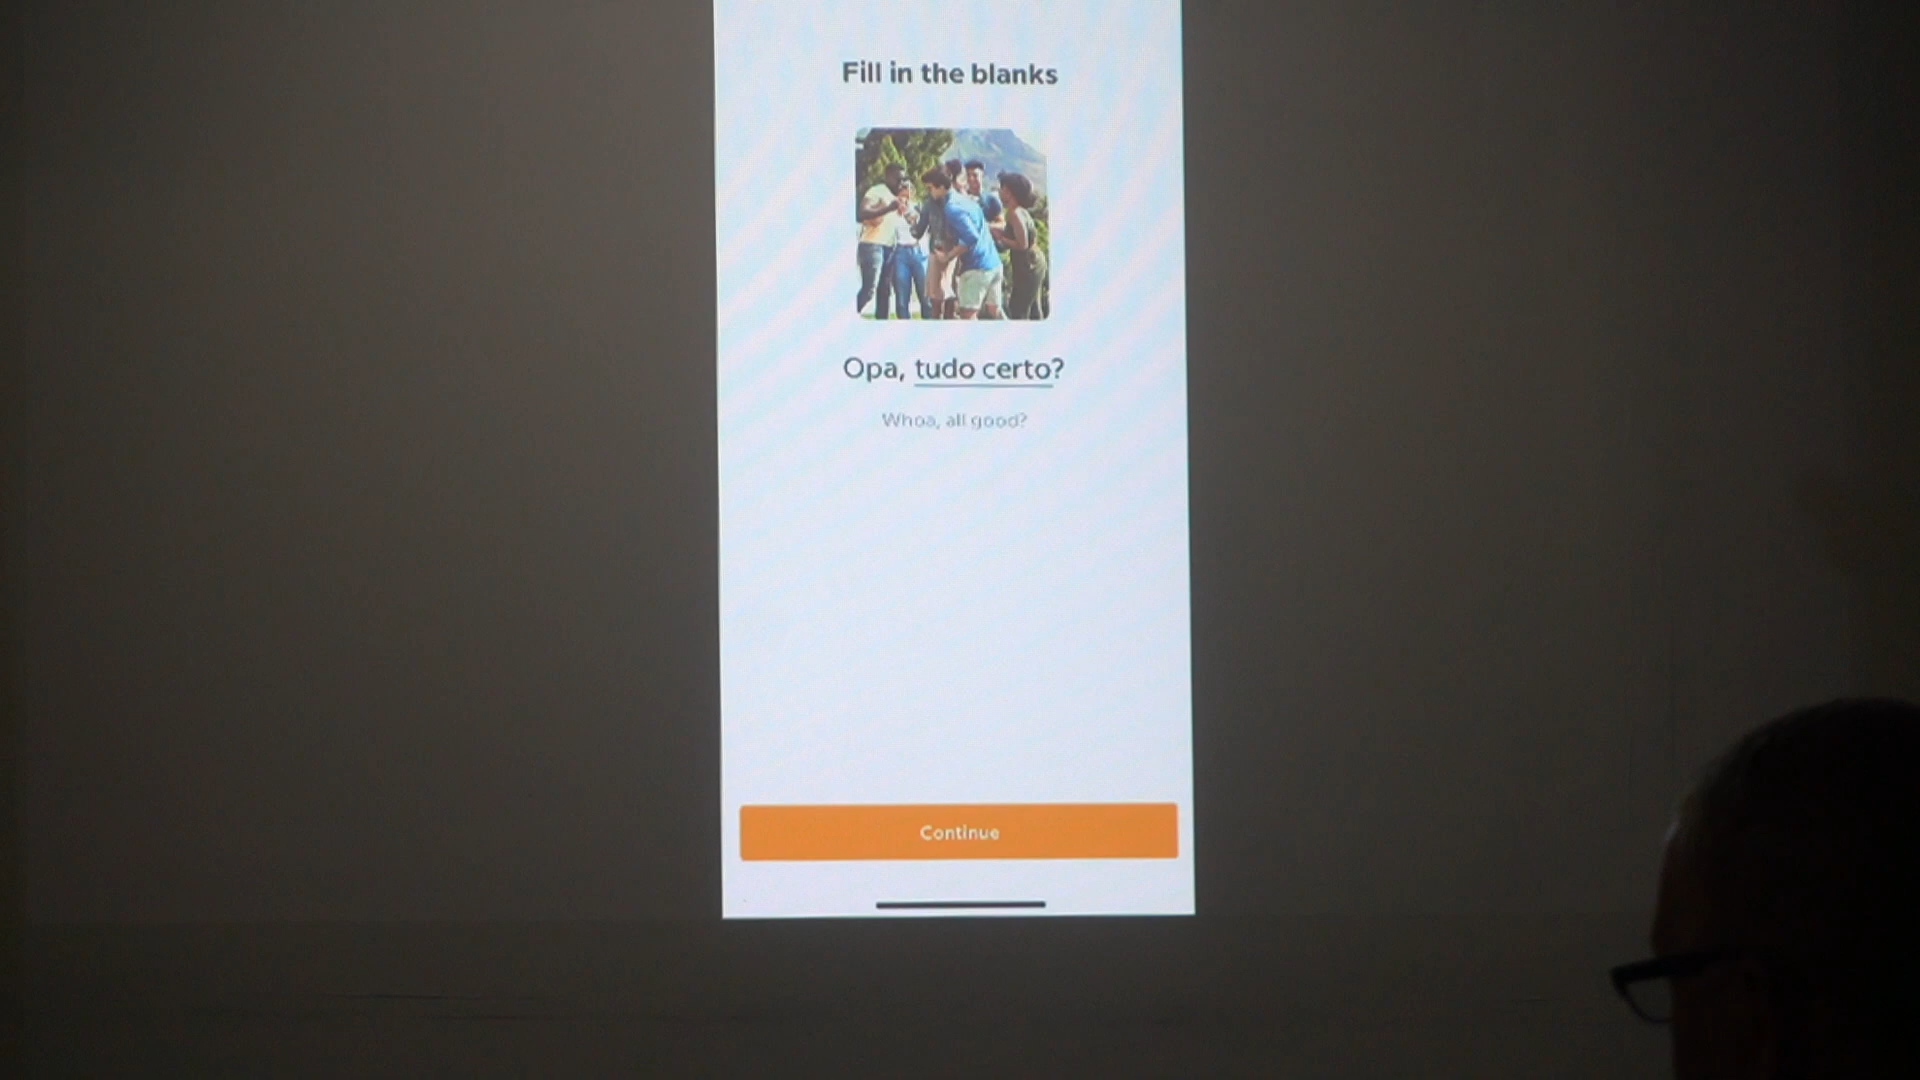 Fill in the blanks
Opa, tudo certo?
Whoa, all good?
Continue